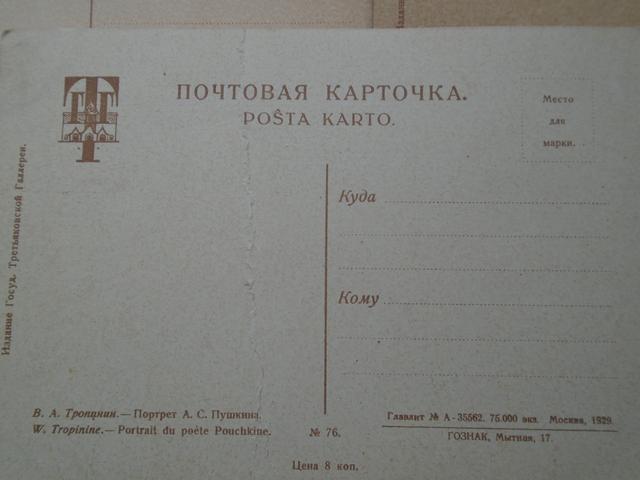 ПОЧТОВАЯ КАРТОЧКА.
POŜTA KARTO.
Место
для
марки.
Издание Госуд. Третьяковской Галлереи.
Куда
Кому
В. А. Тропинин.— Портрет А. С. Пушкина.
W. Tropinine.— Portrait du poéte Pouchkine.
№ 76.
Главлит № А-35562. 75.000 экз. Москва, 1929.
ГОЗНАК, Мытная, 17.
Цена 8 коп.